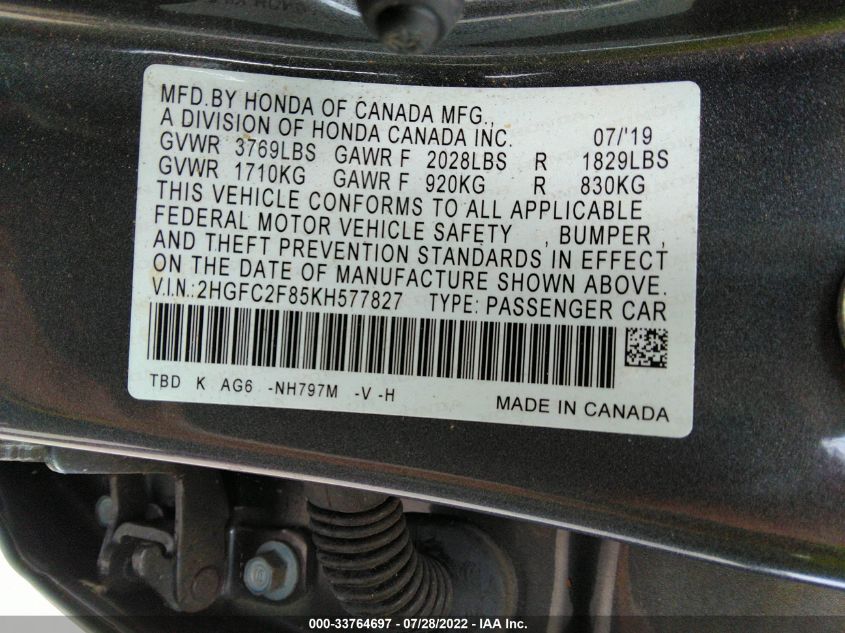 MFD.BY HONDA OF CANADA MFG.,
A DIVISION OF HONDA CANADA INC. 07/'19
GVWR 3769LBS GAWR F 2028LBS R 1829LBS
GVWR 1710KG GAWR F 920KG R 830KG
THIS VEHICLE CONFORMS TO ALL APPLICABLE
FEDERAL MOTOR VEHICLE SAFETY , BUMPER ,
AND THEFT PREVENTION STANDARDS IN EFFECT
ON THE DATE OF MANUFACTURE SHOWN ABOVE.
V.I.N.:2HGFC2F85KH577827 TYPE: PASSENGER CAR
TBD K AG6 -NH797M -V -H
MADE IN CANADA
000-33764697 - 07/28/2022 - IAA Inc.